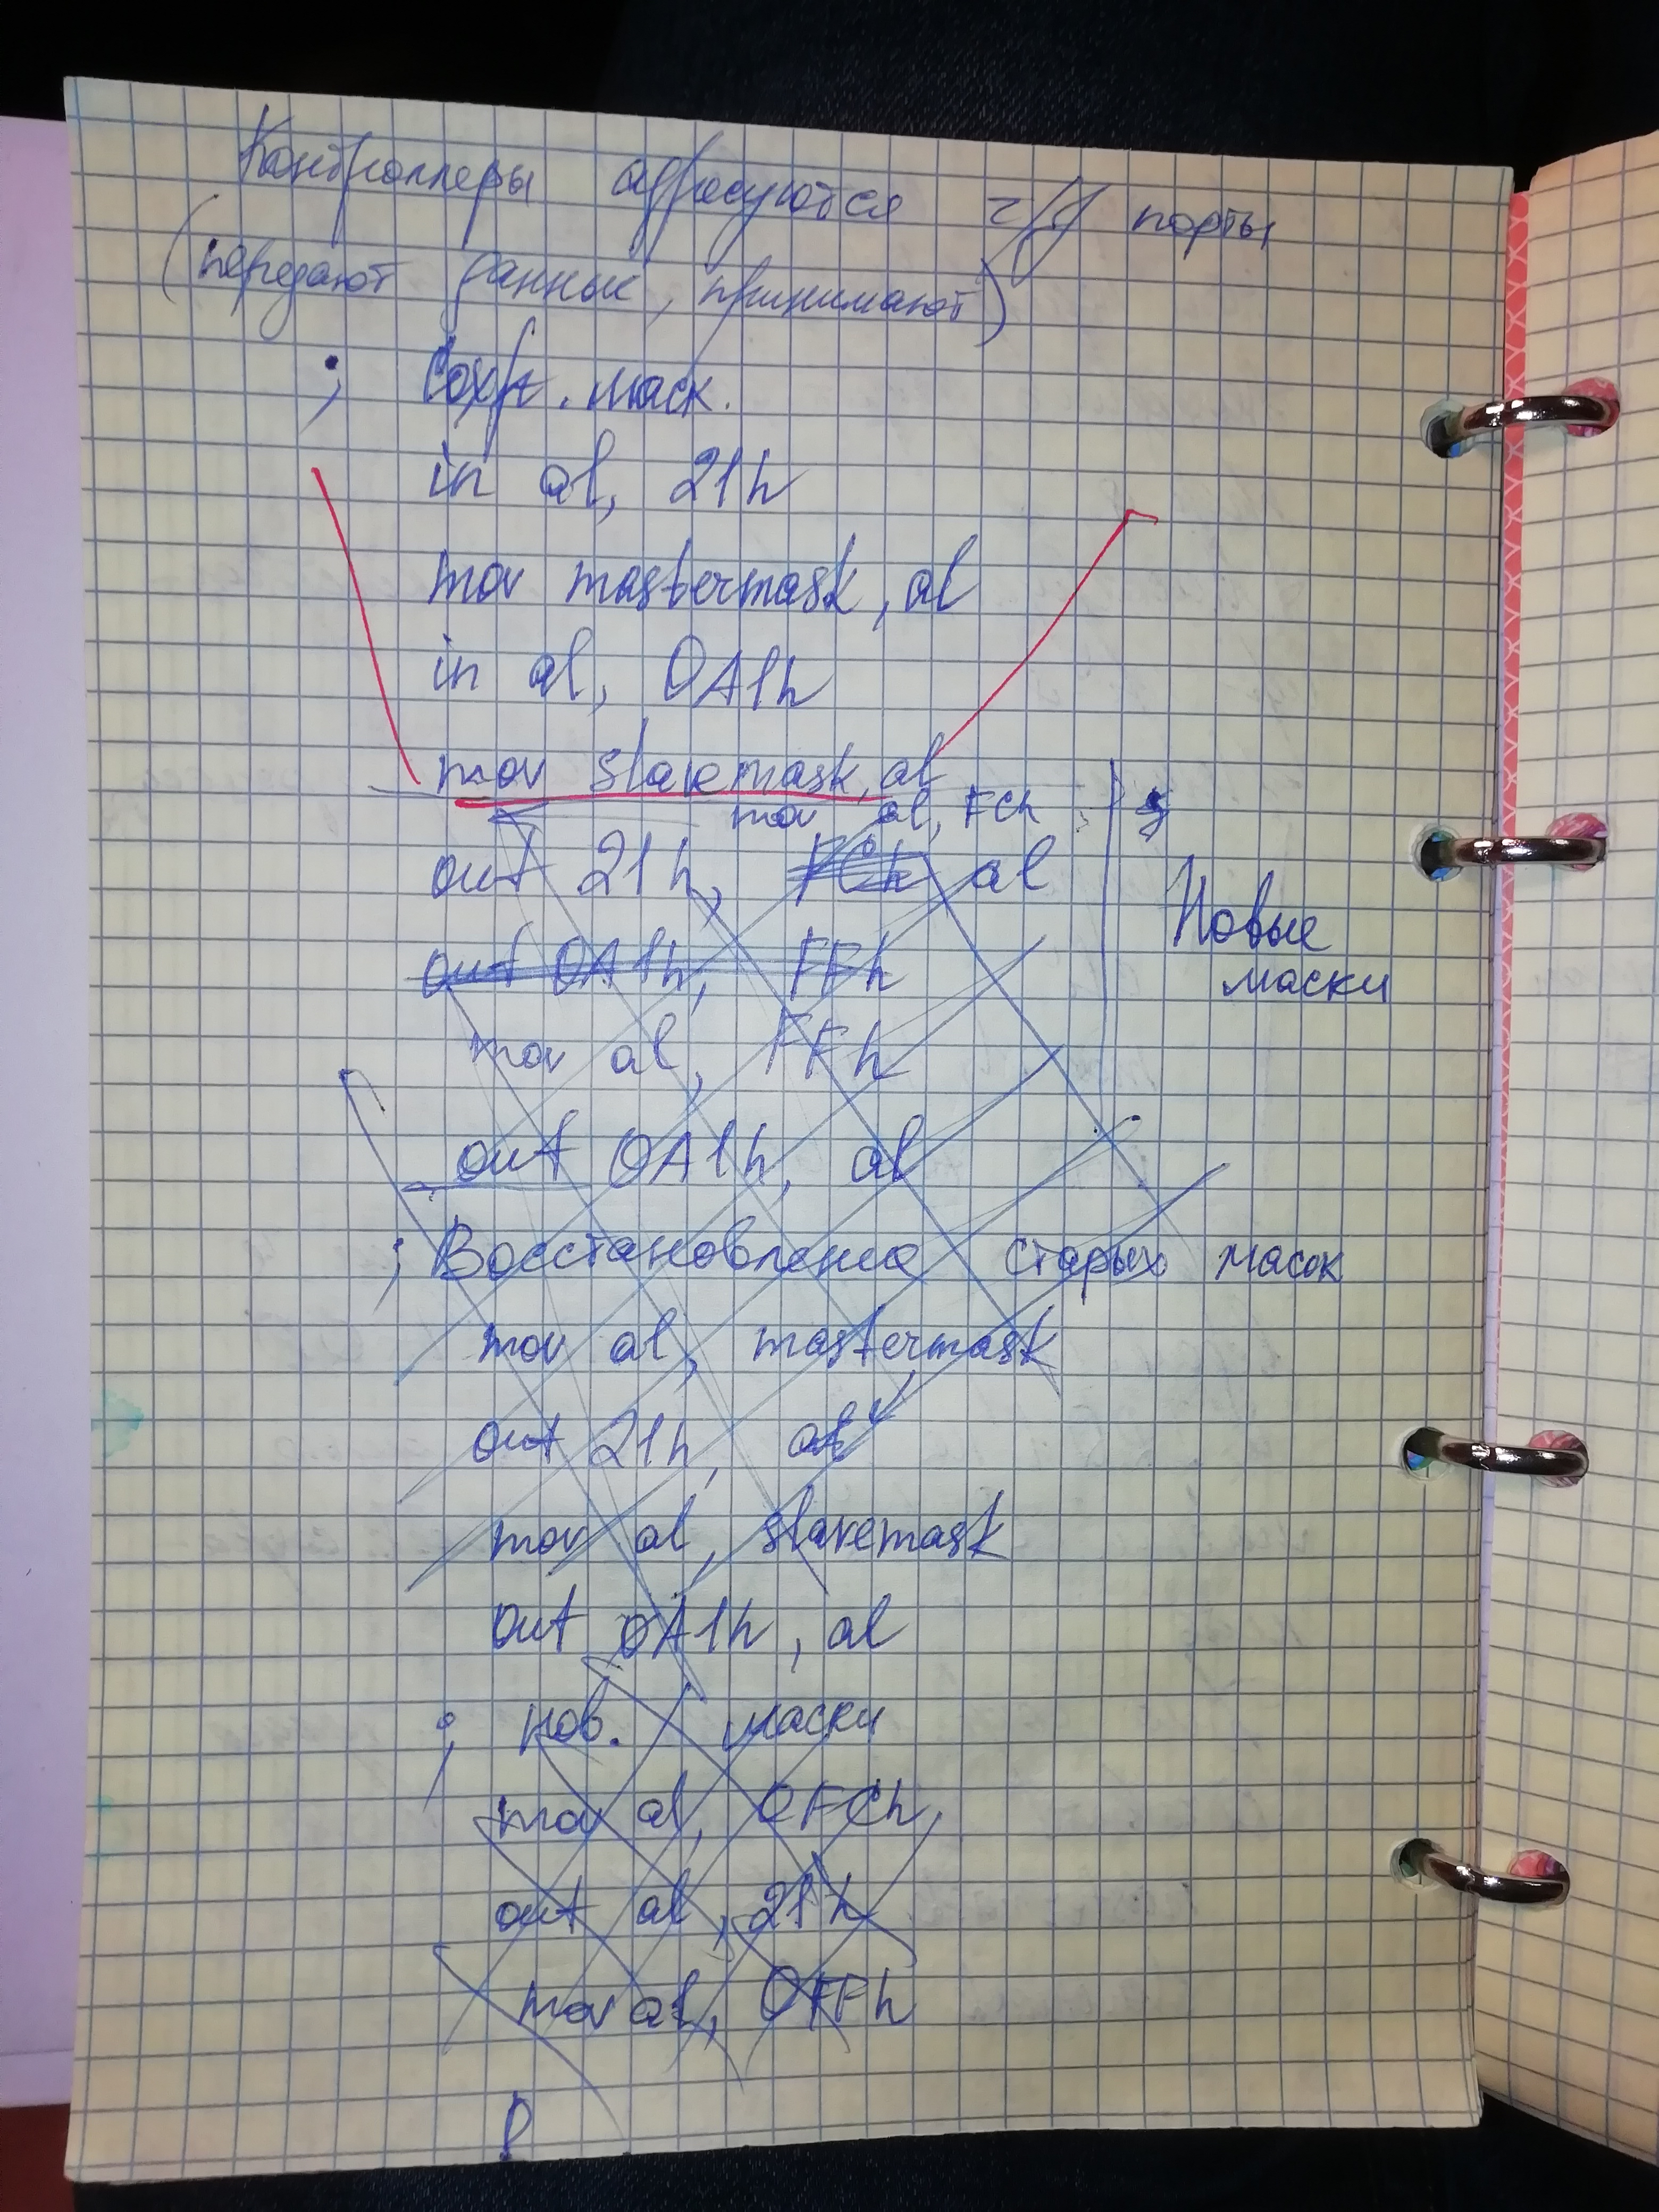 Контроллеры адресуются ч/з порты
(передают данные, принимают)
; Сохр. маск.
in al, 21h
mov mastermask, al
in al, 0A1h
mov slavemask, al
mov al, FCh
out 21h, FCh al
out 0A1h, FFh
Новые
маски
mov al, FFh
out 0A1h, al
; Восстановление старых масок
mov al, mastermask
out 21h, al
mov al, slavemask
out 0A1h, al
; нов. маски
mov al, 0FCh
out al, 21h
mov al, 0FFh